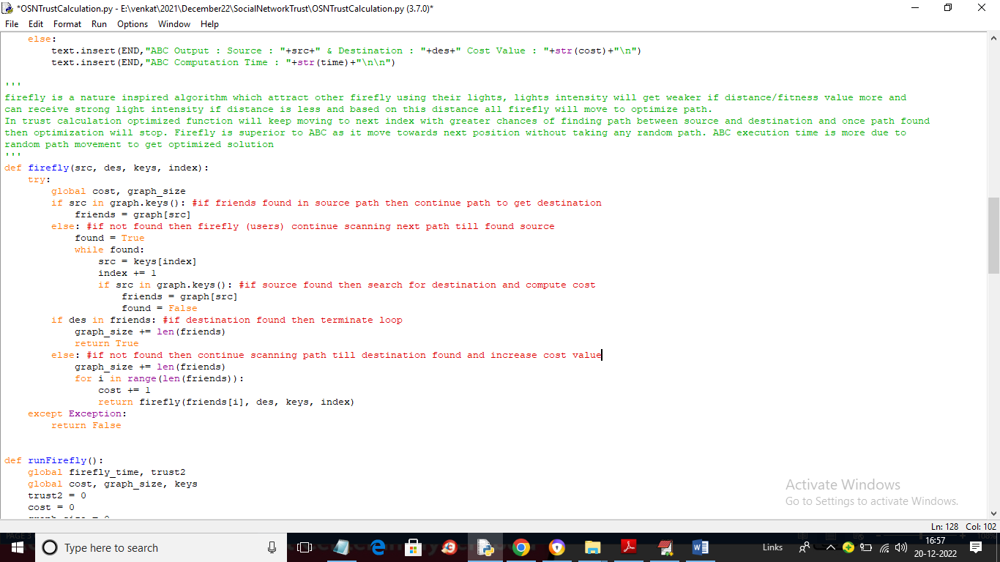 *OSNTrustCalculation.py - E:\venkat\2021\December22\SocialNetworkTrust\OSNTrustCalculation.py (3.7.0)*
File Edit Format Run Options Window Help
    else:
        text.insert(END,"ABC Output : Source : "+src+" & Destination : "+des+" Cost Value : "+str(cost)+"\n")
        text.insert(END,"ABC Computation Time : "+str(time)+"\n\n")
'''
firefly is a nature inspired algorithm which attract other firefly using their lights, lights intensity will get weaker if distance/fitness value more and
can receive strong light intensity if distance is less and based on this distance all firefly will move to optimize path.
In trust calculation optimized function will keep moving to next index with greater chances of finding path between source and destination and once path found
then optimization will stop. Firefly is superior to ABC as it move towards next position without taking any random path. ABC execution time is more due to
random path movement to get optimized solution
'''
def firefly(src, des, keys, index):
    try:
        global cost, graph_size
        if src in graph.keys(): #if friends found in source path then continue path to get destination
            friends = graph[src]
        else: #if not found then firefly (users) continue scanning next path till found source
            found = True
            while found:
                src = keys[index]
                index += 1
                if src in graph.keys(): #if source found then search for destination and compute cost
                    friends = graph[src]
                    found = False
        if des in friends: #if destination found then terminate loop
            graph_size += len(friends)
            return True
        else: #if not found then continue scanning path till destination found and increase cost value
            graph_size += len(friends)
            for i in range(len(friends)):
                cost += 1
                return firefly(friends[i], des, keys, index)
    except Exception:
        return False
def runFirefly():
    global firefly_time, trust2
    global cost, graph_size, keys
    trust2 = 0
    cost = 0
    graph_size = 0
Activate Windows
Go to Settings to activate Windows.
Ln: 128 Col: 102
Type here to search
Links
16:57
20-12-2022